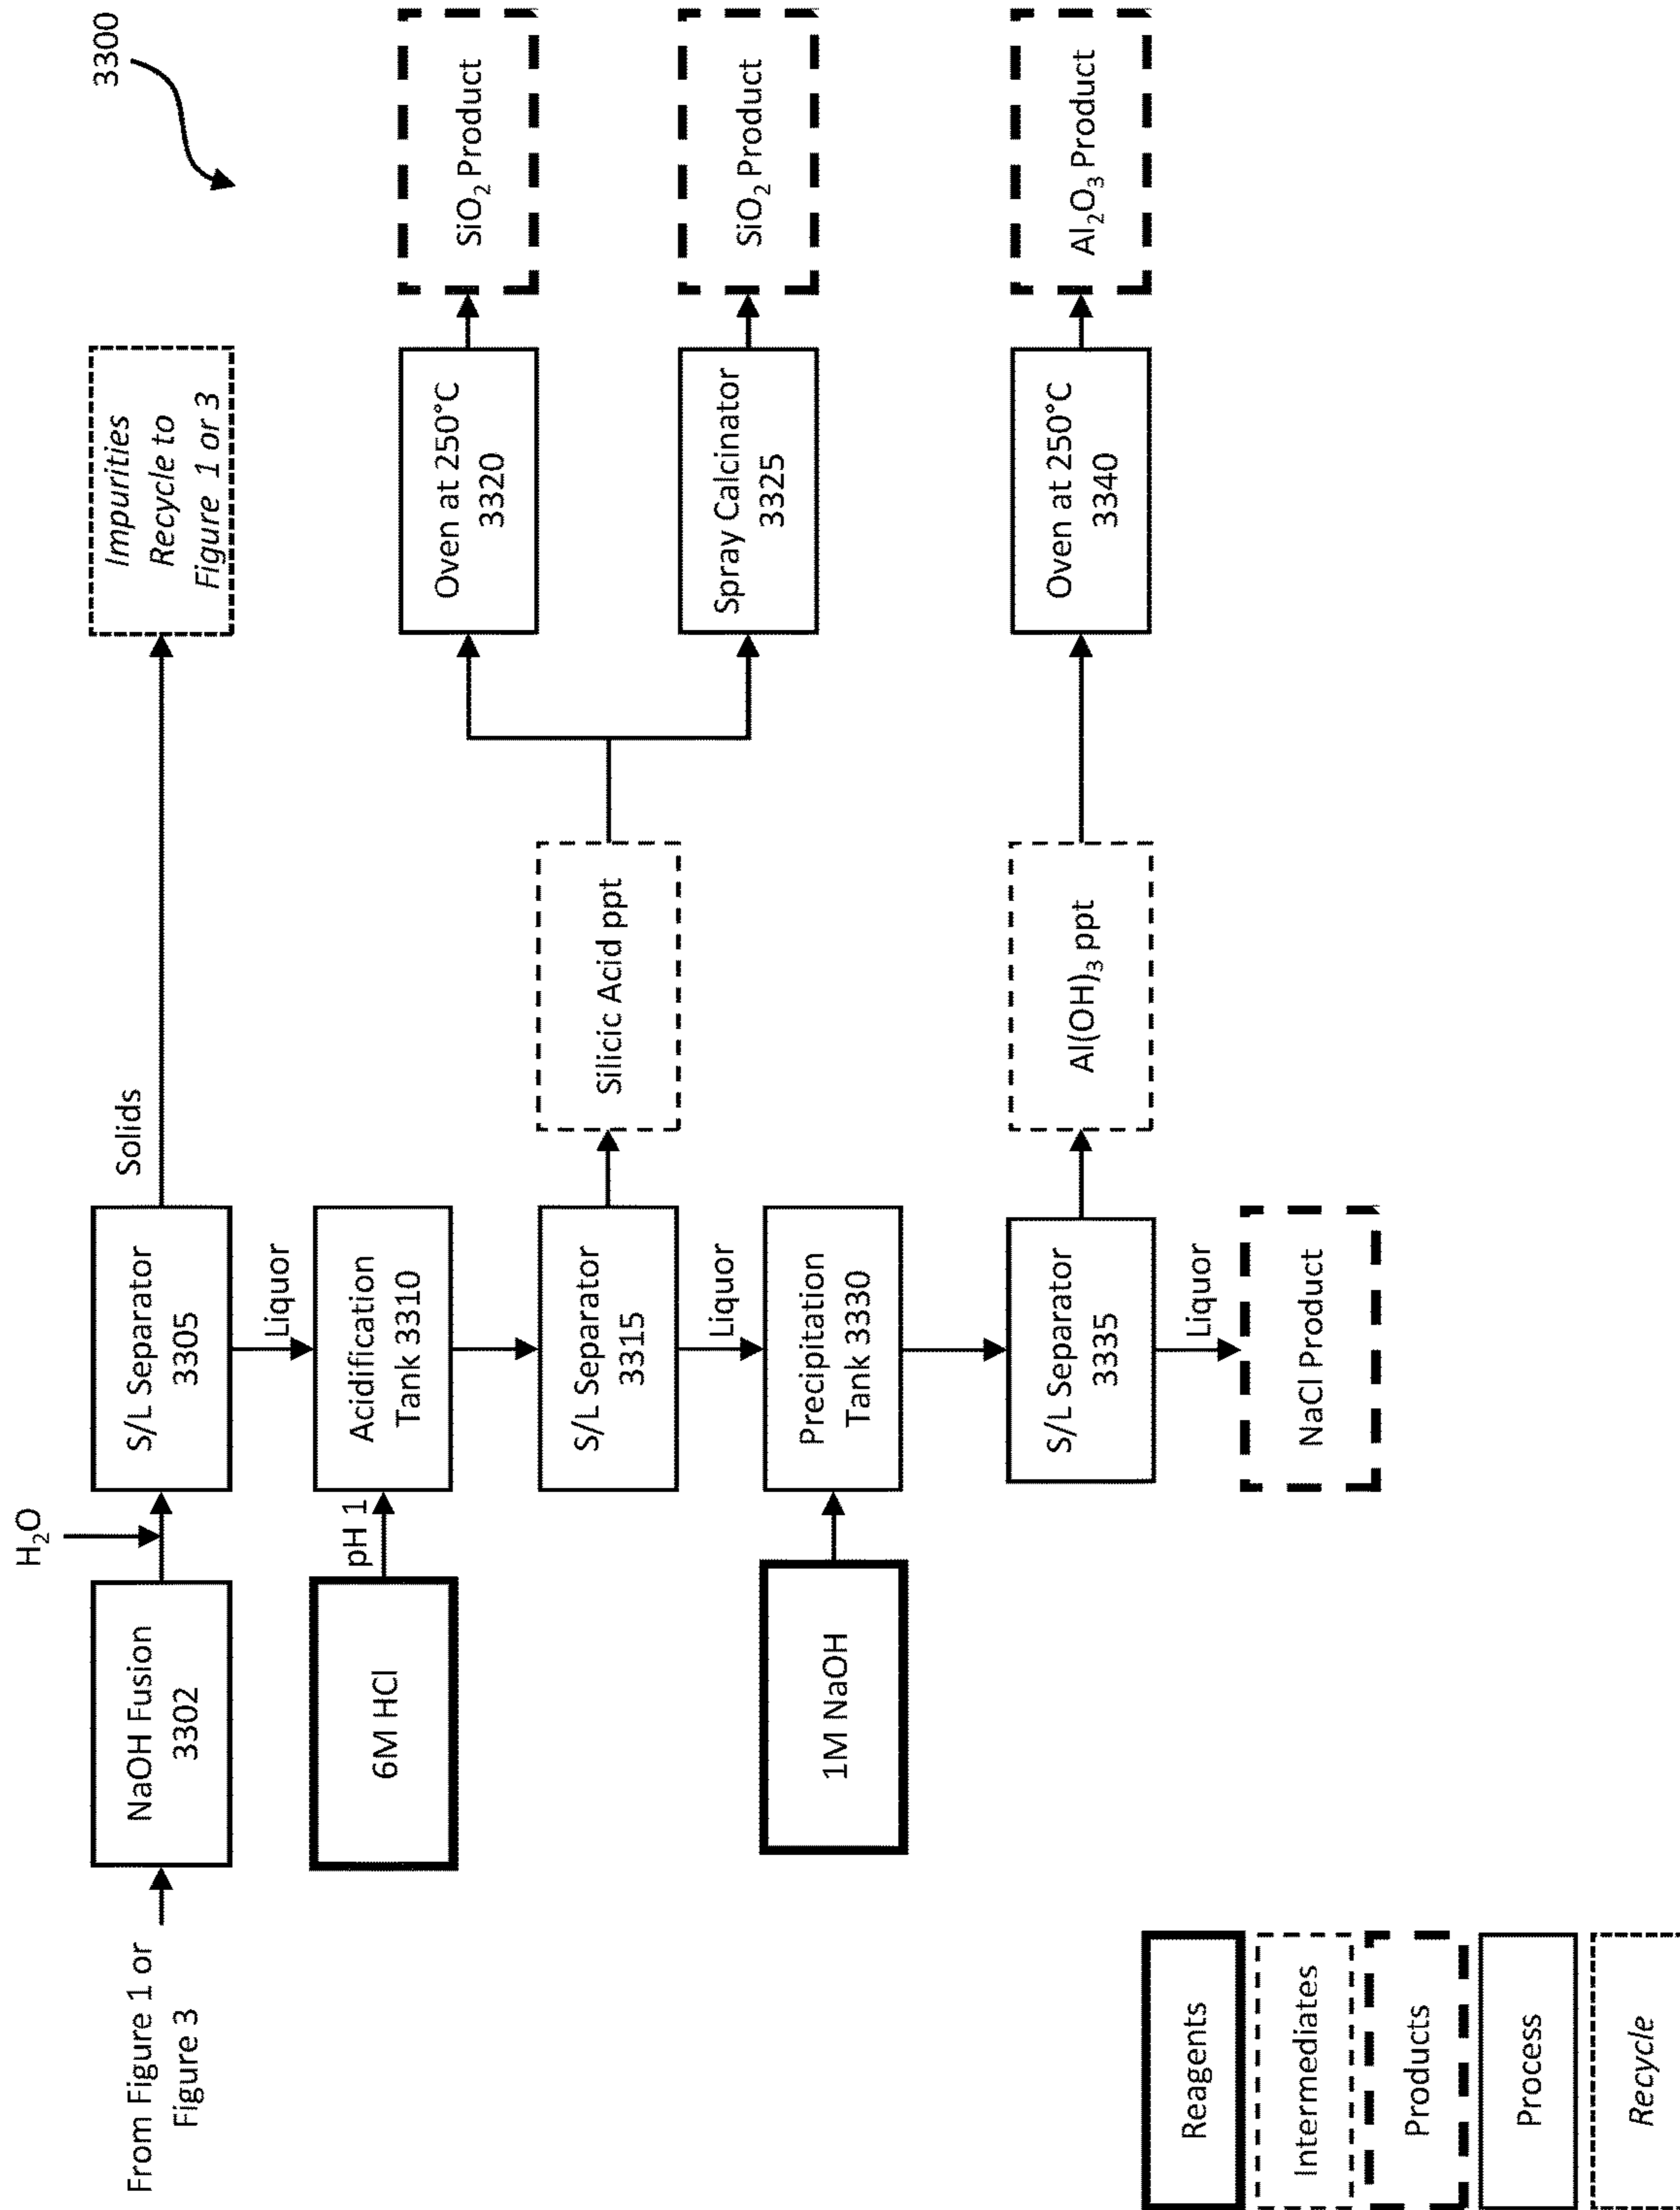 3300
H₂O
From Figure 1 or
Figure 3
NaOH Fusion
3302
S/L Separator
3305
Solids
Impurities
Recycle to
Figure 1 or 3
Liquor
6M HCl
pH 1
Acidification
Tank 3310
Oven at 250°C
3320
SiO₂ Product
S/L Separator
3315
Silicic Acid ppt
Spray Calcinator
3325
SiO₂ Product
Liquor
1M NaOH
Precipitation
Tank 3330
S/L Separator
3335
Al(OH)₃ ppt
Oven at 250°C
3340
Al₂O₃ Product
Liquor
NaCl Product
Reagents
Intermediates
Products
Process
Recycle